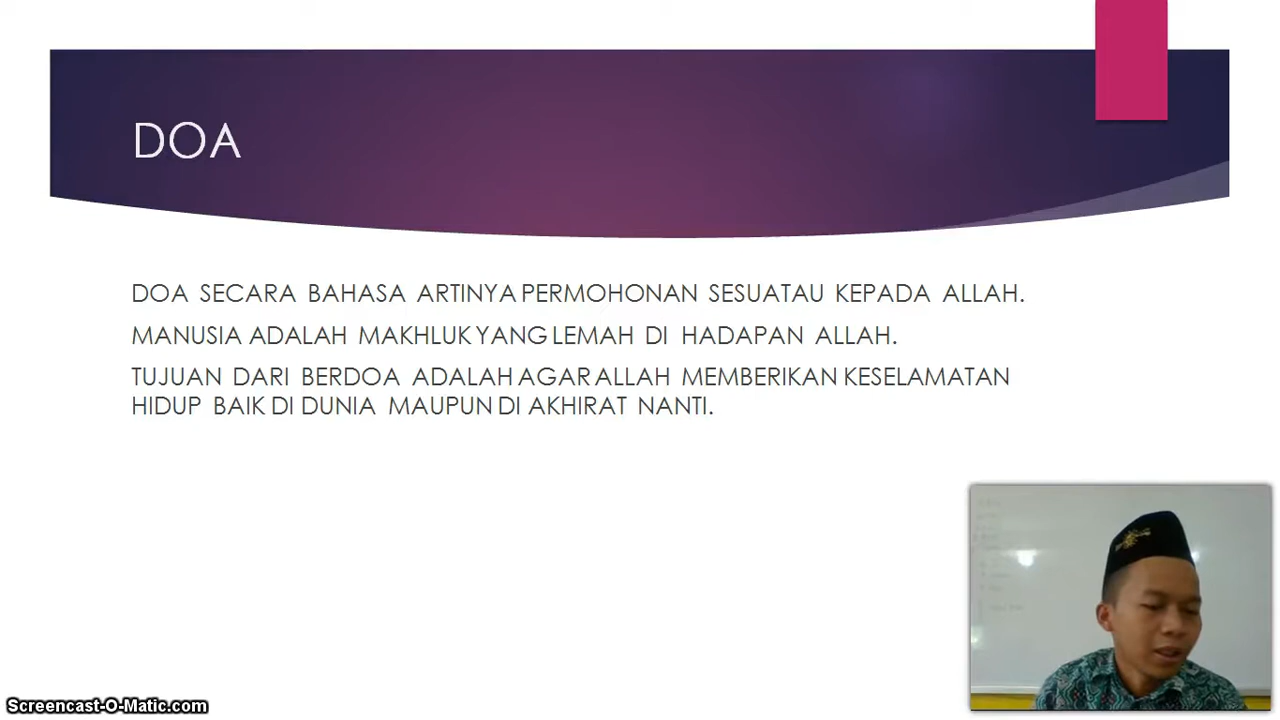 DOA
DOA SECARA BAHASA ARTINYA PERMOHONAN SESUATU KEPADA ALLAH.
MANUSIA ADALAH MAKHLUK YANG LEMAH DI HADAPAN ALLAH.
TUJUAN DARI BERDOA ADALAH AGAR ALLAH MEMBERIKAN KESELAMATAN
HIDUP BAIK DI DUNIA MAUPUN DI AKHIRAT NANTI.
Screencast-O-Matic.com